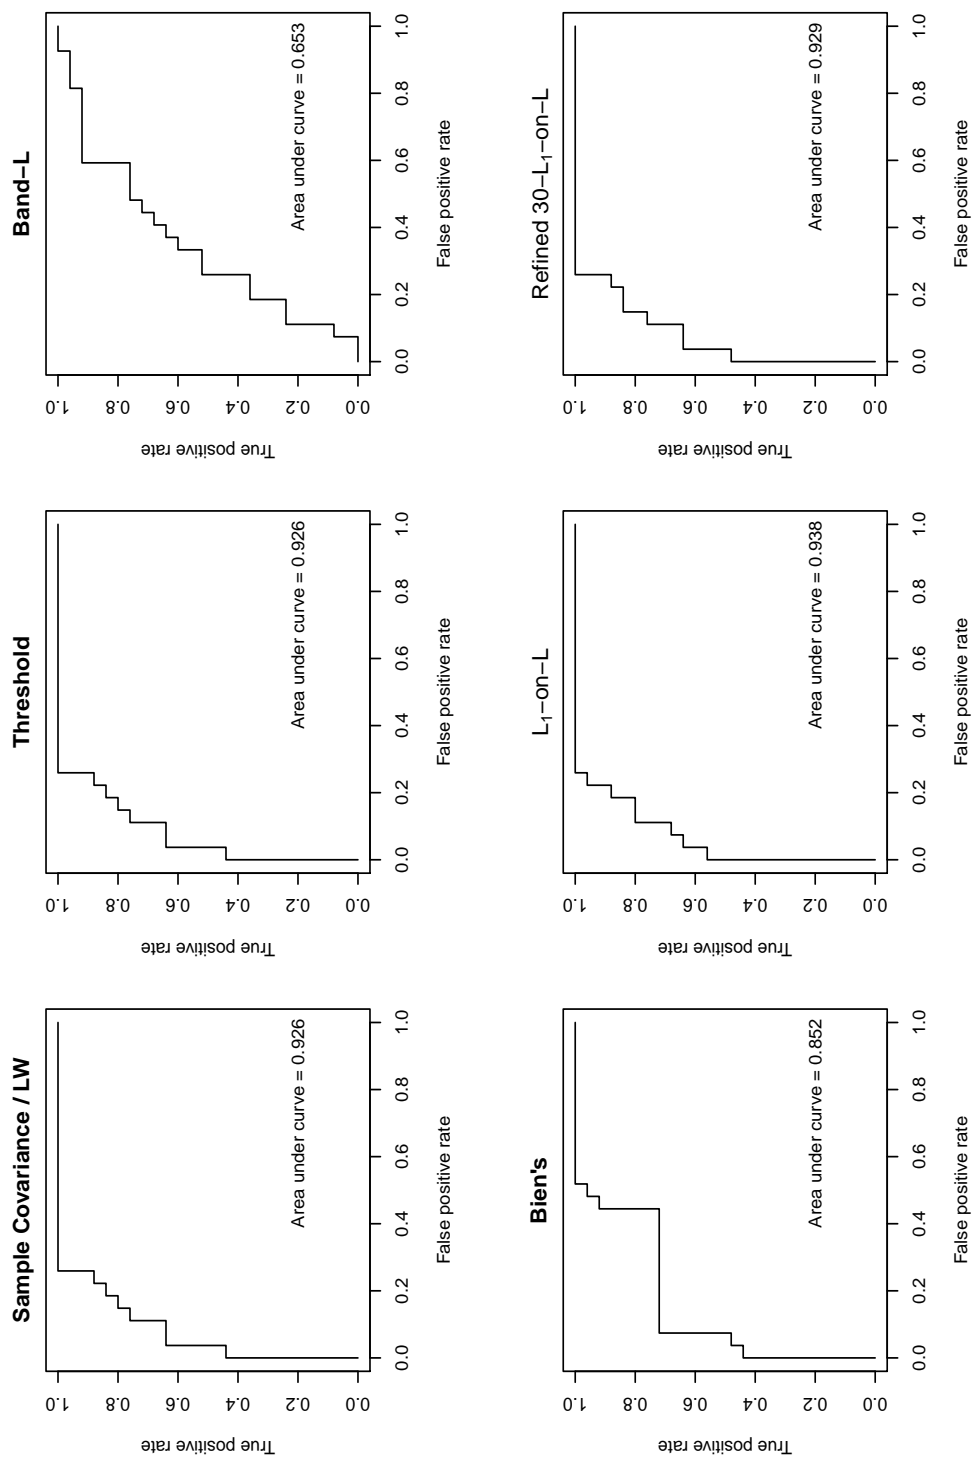 Sample Covariance / LW
True positive rate
0.0 0.2 0.4 0.6 0.8 1.0
Area under curve = 0.926
0.0 0.2 0.4 0.6 0.8 1.0
False positive rate
Threshold
True positive rate
0.0 0.2 0.4 0.6 0.8 1.0
Area under curve = 0.926
0.0 0.2 0.4 0.6 0.8 1.0
False positive rate
Band−L
True positive rate
0.0 0.2 0.4 0.6 0.8 1.0
Area under curve = 0.653
0.0 0.2 0.4 0.6 0.8 1.0
False positive rate
Bien's
True positive rate
0.0 0.2 0.4 0.6 0.8 1.0
Area under curve = 0.852
0.0 0.2 0.4 0.6 0.8 1.0
False positive rate
L₁−on−L
True positive rate
0.0 0.2 0.4 0.6 0.8 1.0
Area under curve = 0.938
0.0 0.2 0.4 0.6 0.8 1.0
False positive rate
Refined 30−L₁−on−L
True positive rate
0.0 0.2 0.4 0.6 0.8 1.0
Area under curve = 0.929
0.0 0.2 0.4 0.6 0.8 1.0
False positive rate